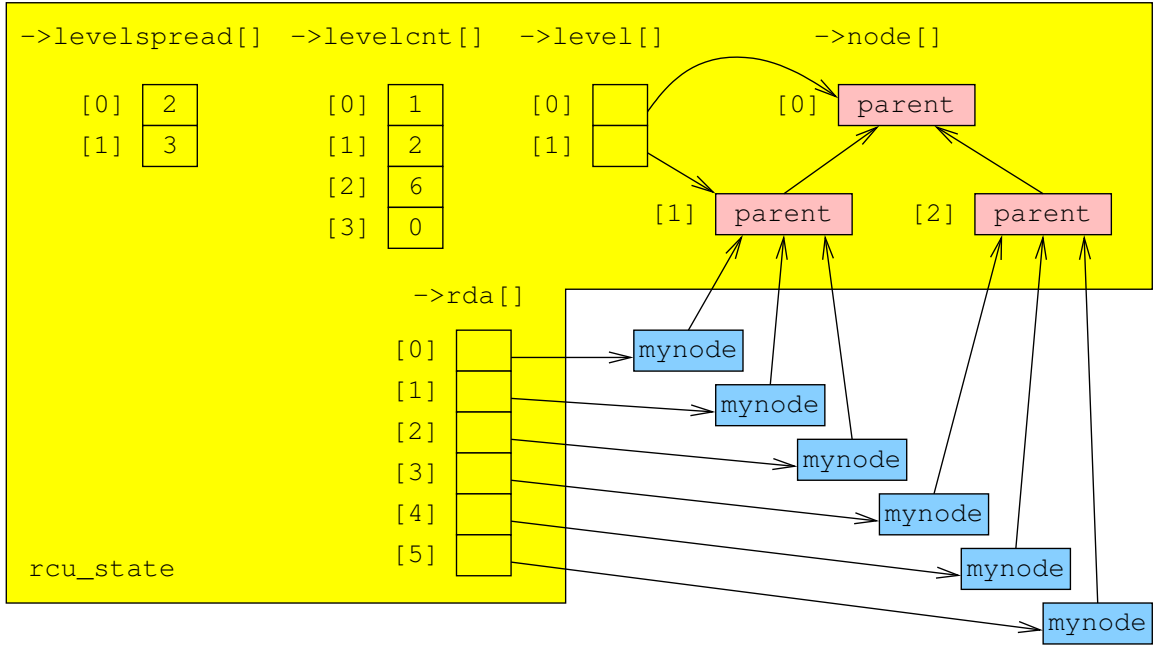 ->levelspread[] ->levelcnt[] ->level[] ->node[]
[0] 2 [0] 1 [0] [0] parent
[1] 3 [1] 2 [1]
[2] 6
[1] parent [2] parent
[3] 0
->rda[]
[0] mynode
[1] mynode
[2] mynode
[3] mynode
[4] mynode
[5] mynode
rcu_state